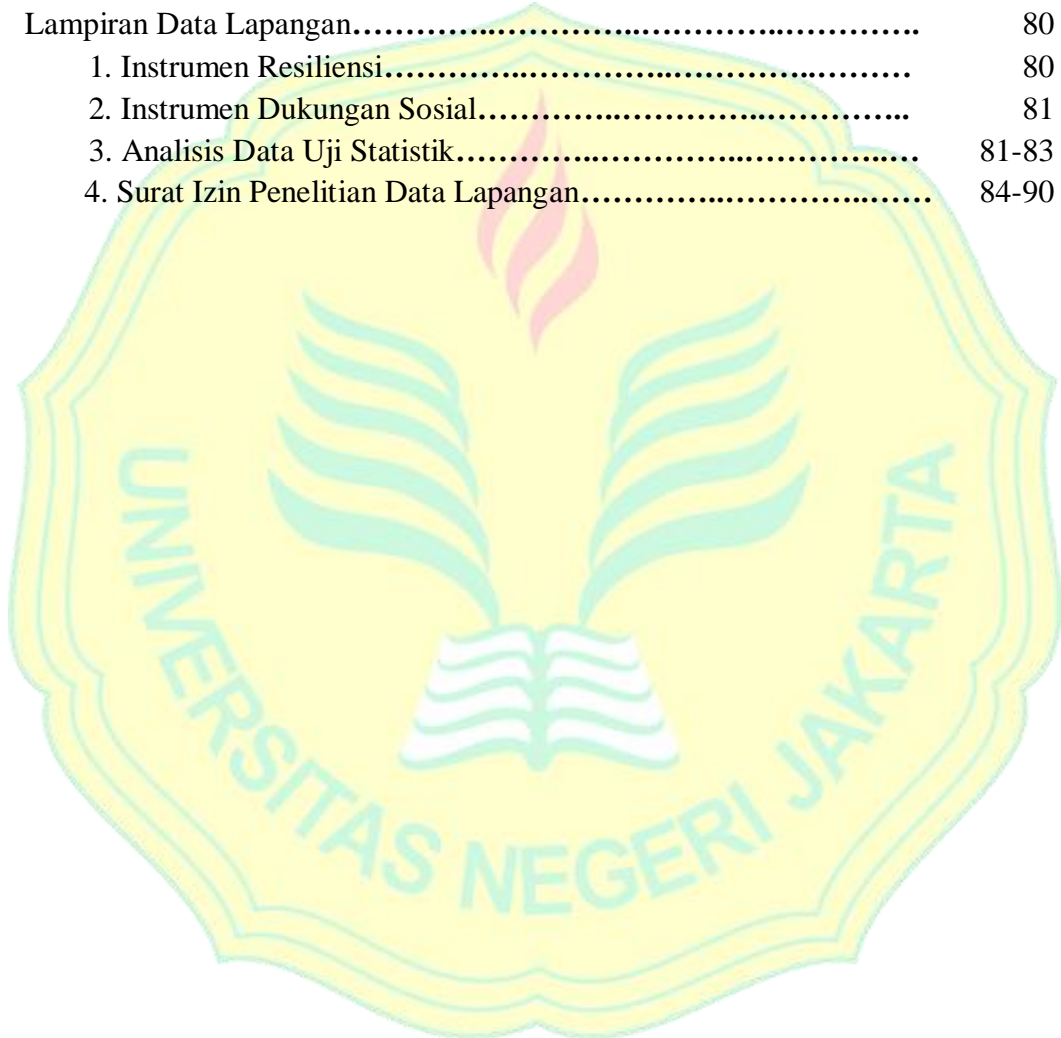 Lampiran Data Lapangan…………..…………..…………..…………. 80
1. Instrumen Resiliensi…………..…………..…………..……… 80
2. Instrumen Dukungan Sosial…………..…………..………….. 81
3. Analisis Data Uji Statistik…………..…………..…………..… 81-83
4. Surat Izin Penelitian Data Lapangan…………..…………..…… 84-90
UNIVERSITAS NEGERI JAKARTA